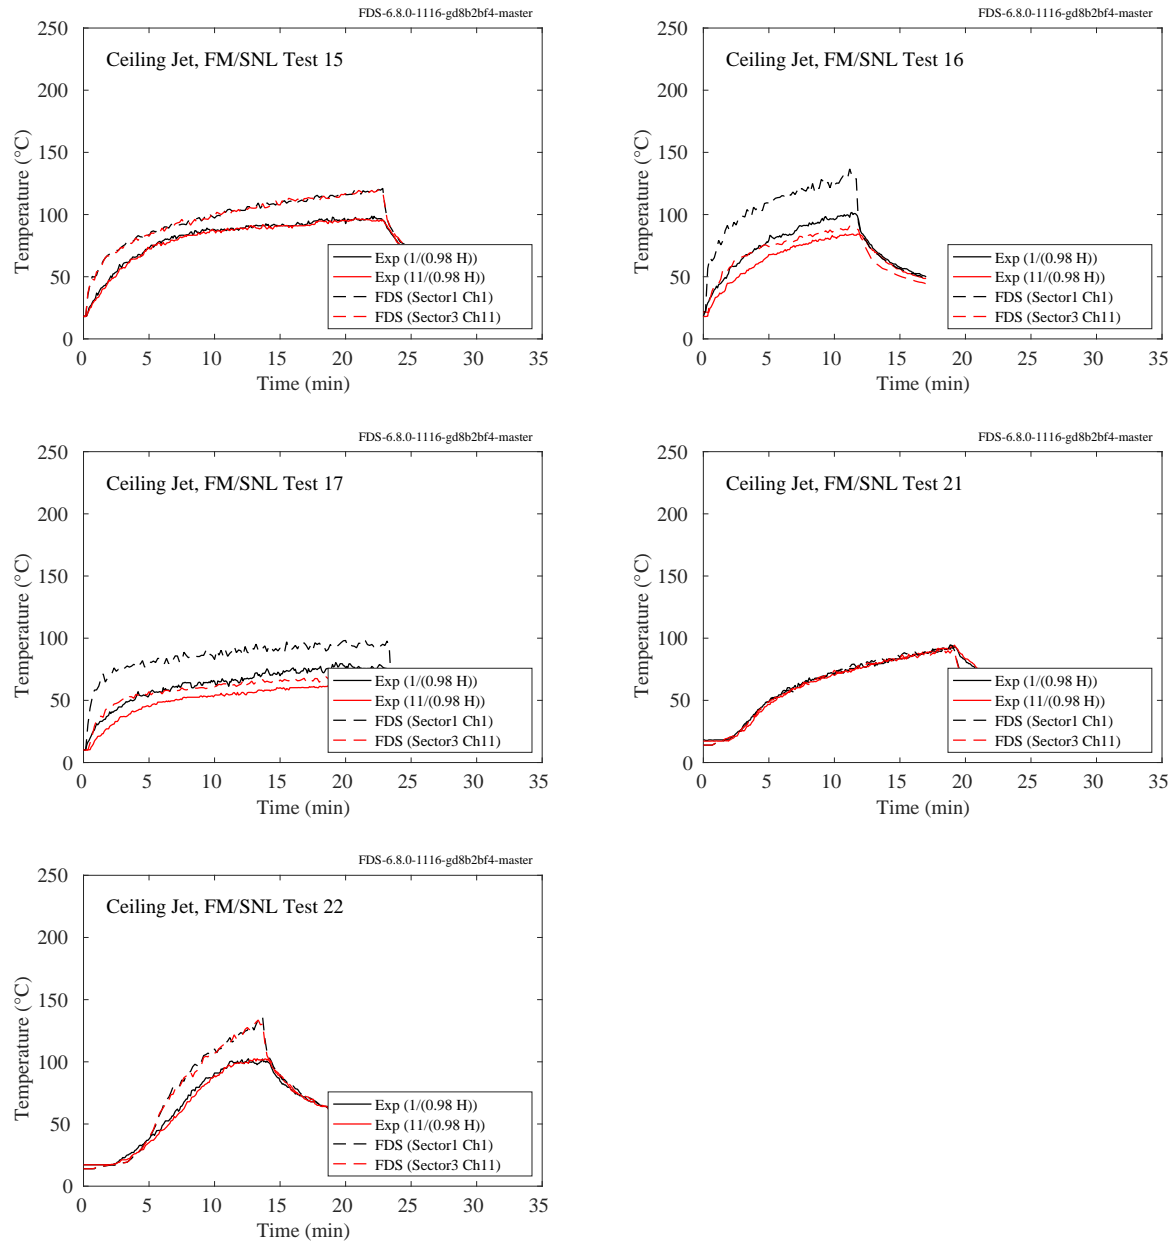 FDS-6.8.0-1116-gd8b2bf4-master
Ceiling Jet, FM/SNL Test 15
Temperature (°C)
250
200
150
100
50
0
0 5 10 15 20 25 30 35
Time (min)
Exp (1/(0.98 H))
Exp (11/(0.98 H))
FDS (Sector1 Ch1)
FDS (Sector3 Ch11)
FDS-6.8.0-1116-gd8b2bf4-master
Ceiling Jet, FM/SNL Test 16
Temperature (°C)
250
200
150
100
50
0
0 5 10 15 20 25 30 35
Time (min)
Exp (1/(0.98 H))
Exp (11/(0.98 H))
FDS (Sector1 Ch1)
FDS (Sector3 Ch11)
FDS-6.8.0-1116-gd8b2bf4-master
Ceiling Jet, FM/SNL Test 17
Temperature (°C)
250
200
150
100
50
0
0 5 10 15 20 25 30 35
Time (min)
Exp (1/(0.98 H))
Exp (11/(0.98 H))
FDS (Sector1 Ch1)
FDS (Sector3 Ch11)
FDS-6.8.0-1116-gd8b2bf4-master
Ceiling Jet, FM/SNL Test 21
Temperature (°C)
250
200
150
100
50
0
0 5 10 15 20 25 30 35
Time (min)
Exp (1/(0.98 H))
Exp (11/(0.98 H))
FDS (Sector1 Ch1)
FDS (Sector3 Ch11)
FDS-6.8.0-1116-gd8b2bf4-master
Ceiling Jet, FM/SNL Test 22
Temperature (°C)
250
200
150
100
50
0
0 5 10 15 20 25 30 35
Time (min)
Exp (1/(0.98 H))
Exp (11/(0.98 H))
FDS (Sector1 Ch1)
FDS (Sector3 Ch11)